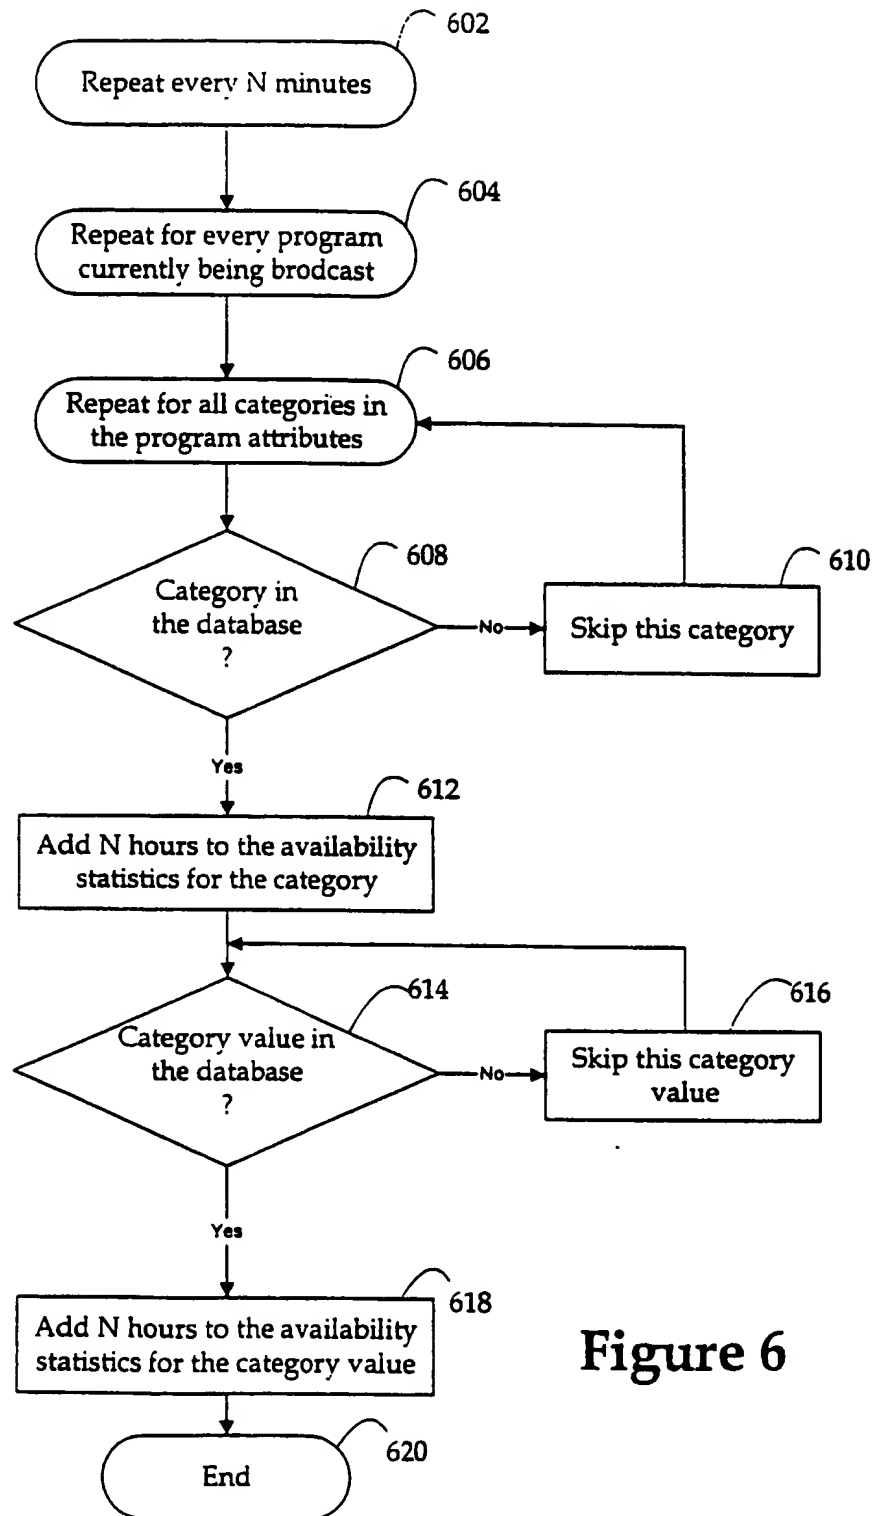 602
Repeat every N minutes
604
Repeat for every program
currently being brodcast
606
Repeat for all categories in
the program attributes
608
Category in
the database
?
No
610
Skip this category
Yes
612
Add N hours to the availability
statistics for the category
614
Category value in
the database
?
No
616
Skip this category
value
Yes
618
Add N hours to the availability
statistics for the category value
Figure 6
620
End